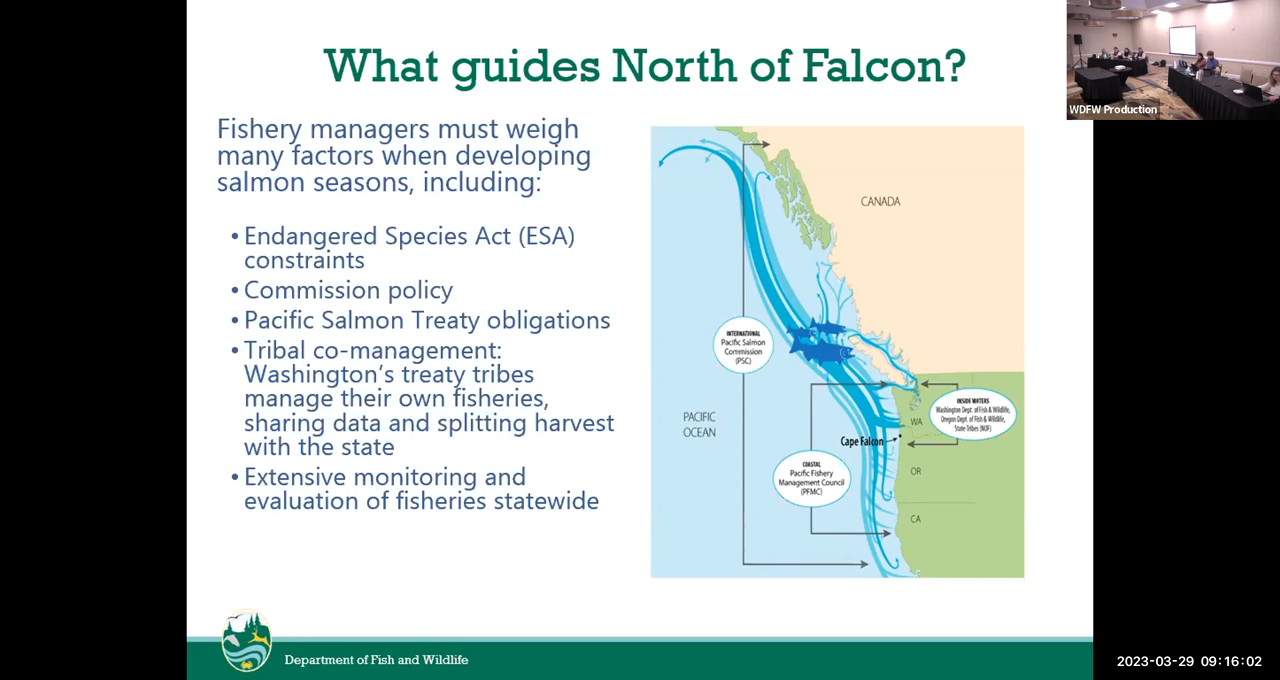 What guides North of Falcon?
Fishery managers must weigh
many factors when developing
salmon seasons, including:
• Endangered Species Act (ESA)
constraints
• Commission policy
• Pacific Salmon Treaty obligations
• Tribal co-management:
Washington's treaty tribes
manage their own fisheries,
sharing data and splitting harvest
with the state
• Extensive monitoring and
evaluation of fisheries statewide
CANADA
INTERNATIONAL
Pacific Salmon
Commission
(PSC)
PACIFIC
OCEAN
COASTAL
Pacific Fishery
Management Council
(PFMC)
Cape Falcon
WA
OR
CA
INSIDE WATERS
Washington Dept. of Fish & Wildlife,
Oregon Dept. of Fish & Wildlife,
State Tribes (NOF)
Department of Fish and Wildlife
WDFW Production
2023-03-29 09:16:02